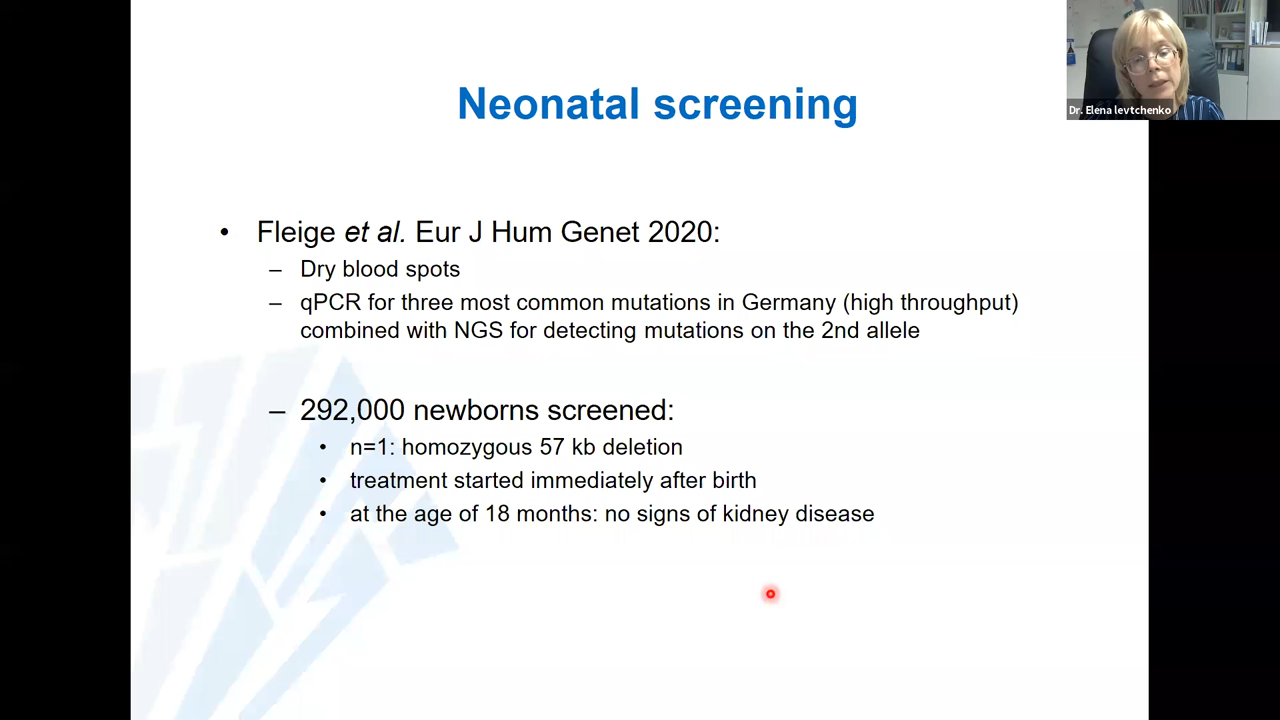 Neonatal screening
Dr. Elena levtchenko
• Fleige et al. Eur J Hum Genet 2020:
– Dry blood spots
– qPCR for three most common mutations in Germany (high throughput)
combined with NGS for detecting mutations on the 2nd allele
– 292,000 newborns screened:
• n=1: homozygous 57 kb deletion
• treatment started immediately after birth
• at the age of 18 months: no signs of kidney disease